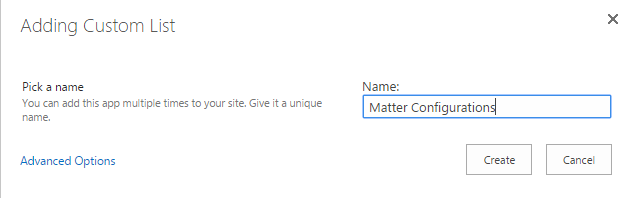 Adding Custom List
Pick a name
You can add this app multiple times to your site. Give it a unique
name.
Name:
Matter Configurations
Advanced Options
Create
Cancel